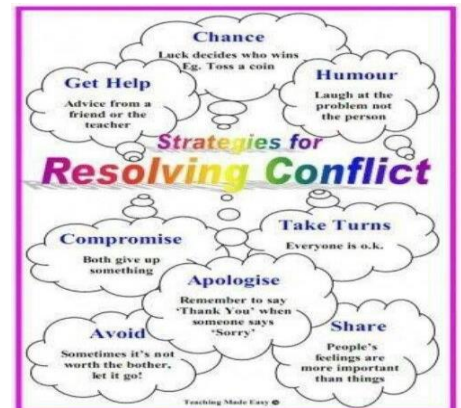 Chance
Luck decides who wins
Eg. Toss a coin
Get Help
Advice from a
friend or the
teacher
Humour
Laugh at the
problem not
the person
Strategies for
Resolving Conflict
Compromise
Both give up
something
Take Turns
Everyone is o.k.
Apologise
Remember to say
'Thank You' when
someone says
'Sorry'
Avoid
Sometimes it's not
worth the bother,
let it go!
Share
People's
feelings are
more important
than things
Teaching Made Easy ©